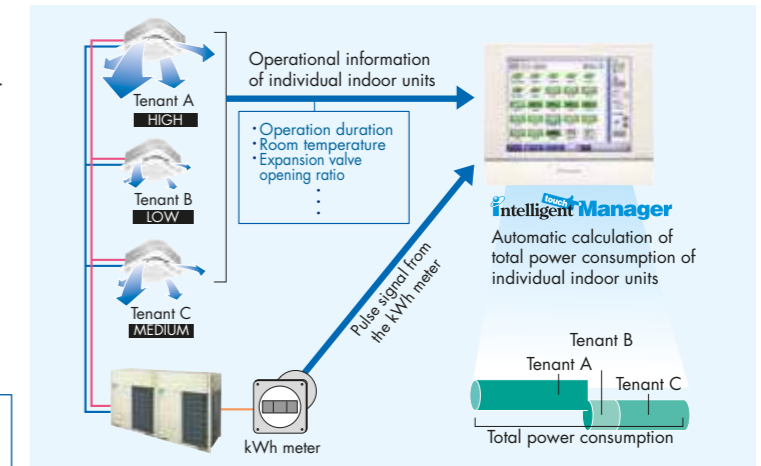 Tenant A
HIGH
Tenant B
LOW
Tenant C
MEDIUM
Operational information
of individual indoor units
・Operation duration
・Room temperature
・Expansion valve
opening ratio
Pulse signal from
the kWh meter
kWh meter
intelligent touch Manager
Automatic calculation of
total power consumption of
individual indoor units
Tenant B
Tenant A
Tenant C
Total power consumption